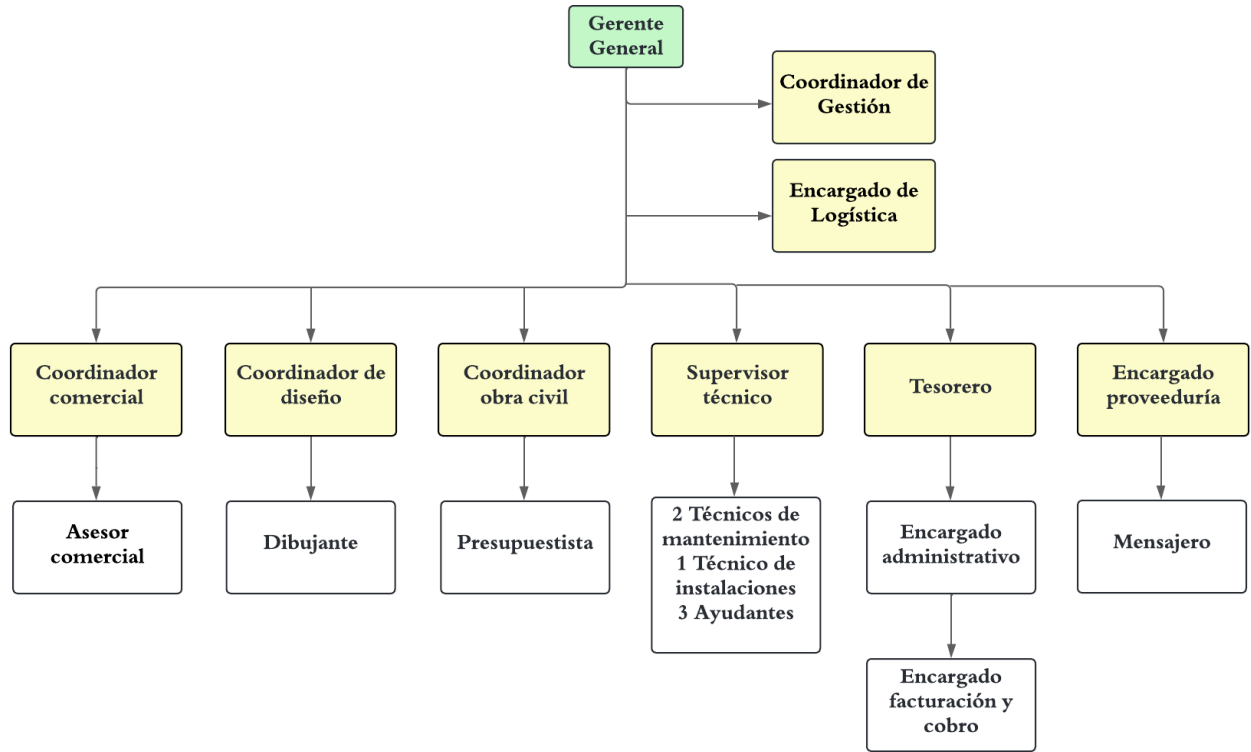 Gerente
General
Coordinador de
Gestión
Encargado de
Logística
Coordinador
comercial
Coordinador de
diseño
Coordinador
obra civil
Supervisor
técnico
Tesorero
Encargado
proveeduría
Asesor
comercial
Dibujante
Presupuestista
2 Técnicos de
mantenimiento
1 Técnico de
instalaciones
3 Ayudantes
Encargado
administrativo
Mensajero
Encargado
facturación y
cobro